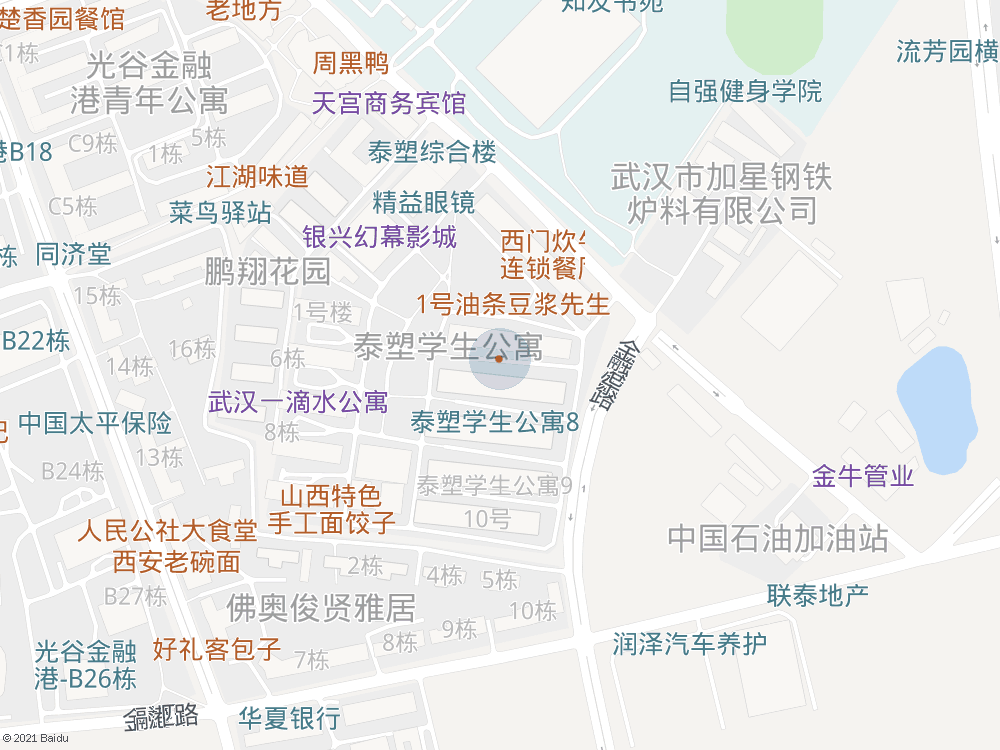 楚香园餐馆
老地方
知友书苑
C1栋
光谷金融
港青年公寓
周黑鸭
天宫商务宾馆
流芳园横
自强健身学院
C9栋
5栋
1栋
港B18
泰塑综合楼
江湖味道
武汉市加星钢铁
炉料有限公司
C5栋
菜鸟驿站
精益眼镜
银兴幻幕影城
西门炊
连锁餐
栋
同济堂
鹏翔花园
15栋
1号楼
1号油条豆浆先生
B22栋
16栋
6栋
泰塑学生公寓
14栋
金融港路
武汉一滴水公寓
中国太平保险
8栋
泰塑学生公寓8
13栋
B24栋
金牛管业
泰塑学生公寓9
山西特色
手工面饺子
10号
人民公社大食堂
西安老碗面
中国石油加油站
2栋
4栋
5栋
B27栋
佛奥俊贤雅居
联泰地产
10栋
9栋
8栋
光谷金融
港-B26栋
好礼客包子
7栋
润泽汽车养护
华夏银行
© 2021 Baidu